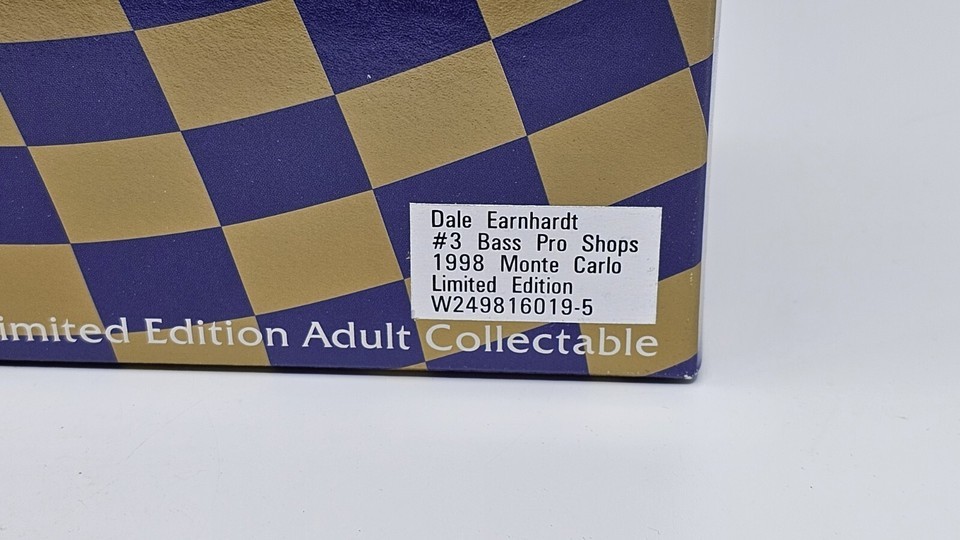 Dale Earnhardt
#3 Bass Pro Shops
1998 Monte Carlo
Limited Edition
W249816019-5
imited Edition Adult Collectable